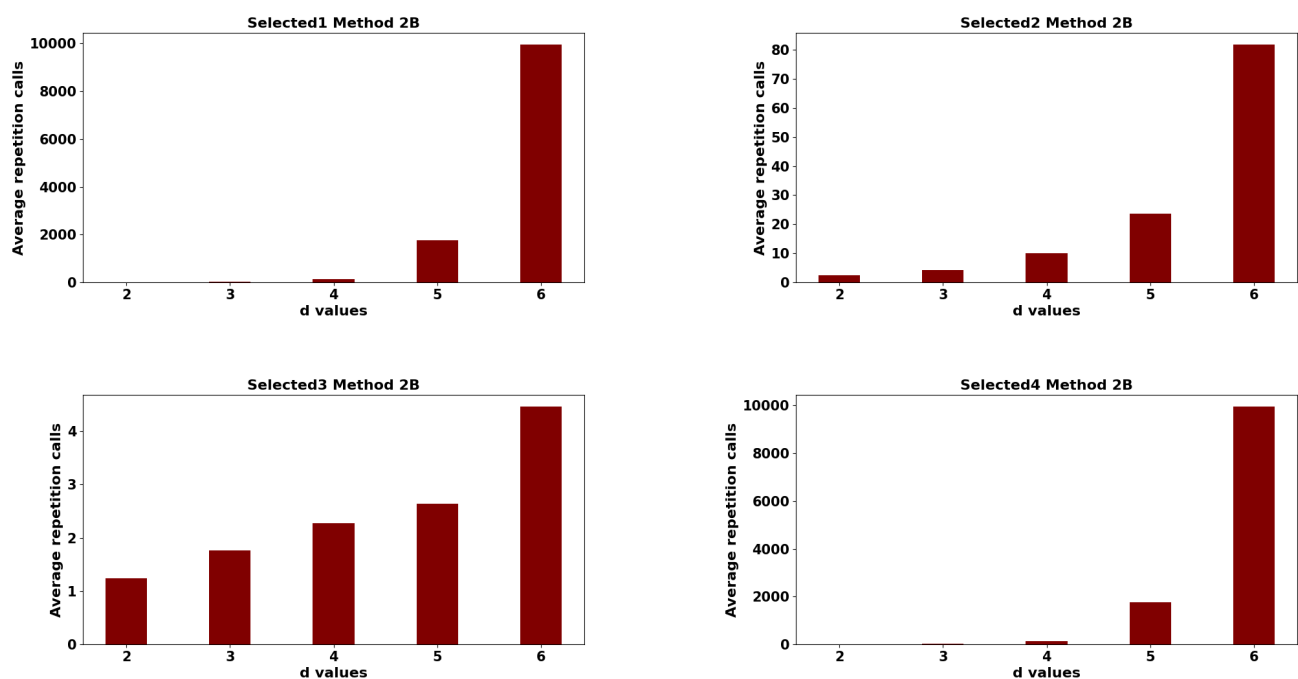 Selected1 Method 2B
Average repetition calls
10000
8000
6000
4000
2000
0
2 3 4 5 6
d values
Selected2 Method 2B
Average repetition calls
80
70
60
50
40
30
20
10
0
2 3 4 5 6
d values
Selected3 Method 2B
Average repetition calls
4
3
2
1
0
2 3 4 5 6
d values
Selected4 Method 2B
Average repetition calls
10000
8000
6000
4000
2000
0
2 3 4 5 6
d values